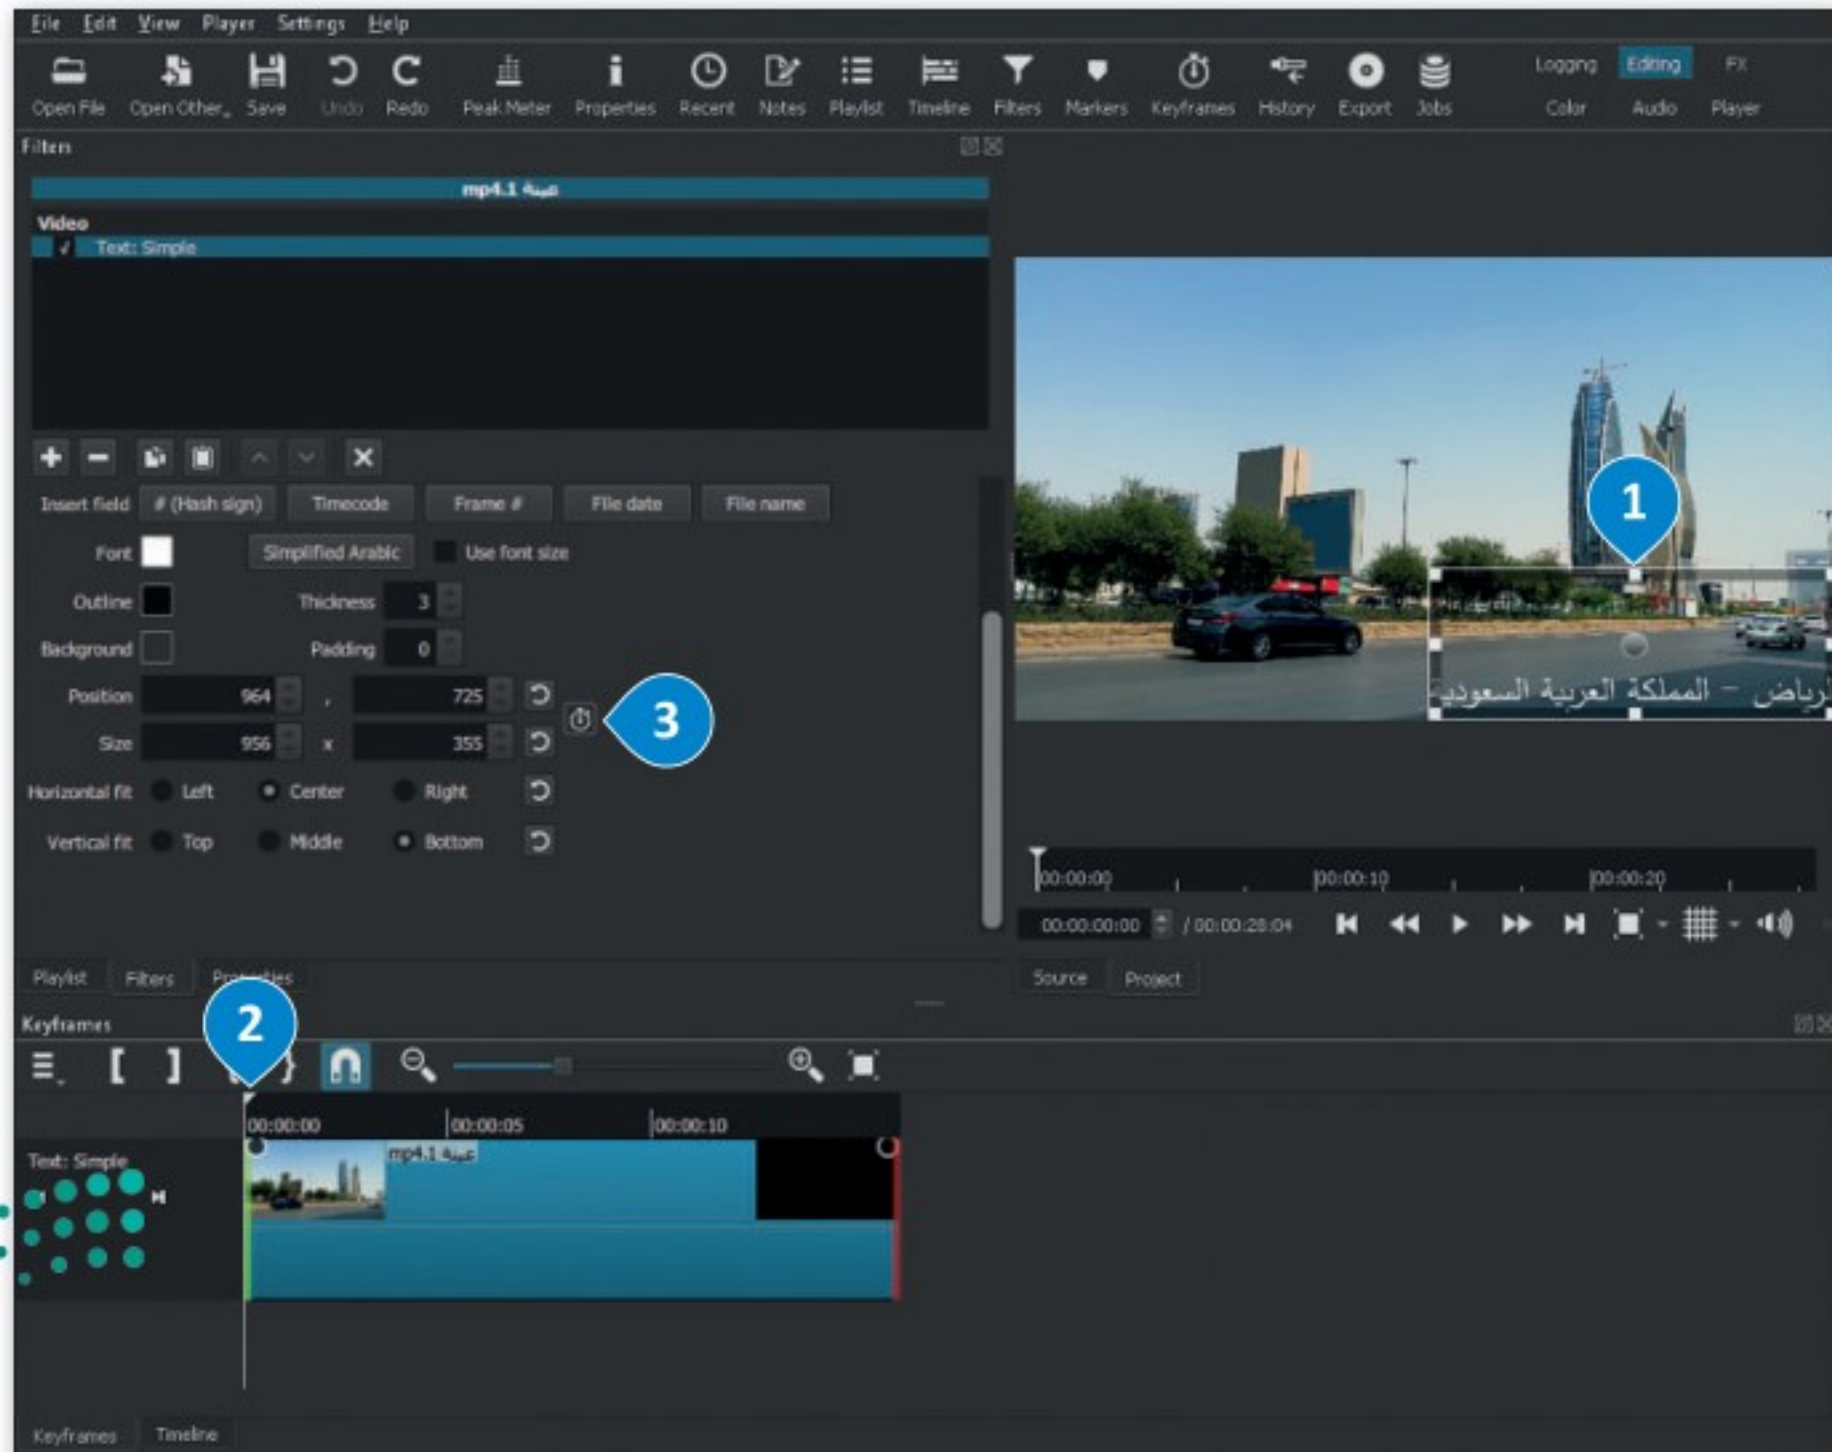 File Edit View Player Settings Help
Open File Open Other.. Save Undo Redo Peak Meter Properties Recent Notes Playlist Timeline Filters Markers Keyframes History Export Jobs
Logging Editing FX
Color Audio Player
Filters
عينة mp4.1
Video
Text: Simple
Insert field # (Hash sign) Timecode Frame # File date File name
Font Simplified Arabic Use font size
Outline Thickness 3
Background Padding 0
Position 964 , 725
Size 956 x 355
Horizontal fit Left Center Right
Vertical fit Top Middle Bottom
1
2
3
لرياض - المملكة العربية السعودية
00:00:00 00:00:10 00:00:20
00:00:00:00 / 00:00:28:04
Playlist Filters Properties
Source Project
Keyframes
00:00:00 00:00:05 00:00:10
Text: Simple
عينة mp4.1
Keyframes Timeline